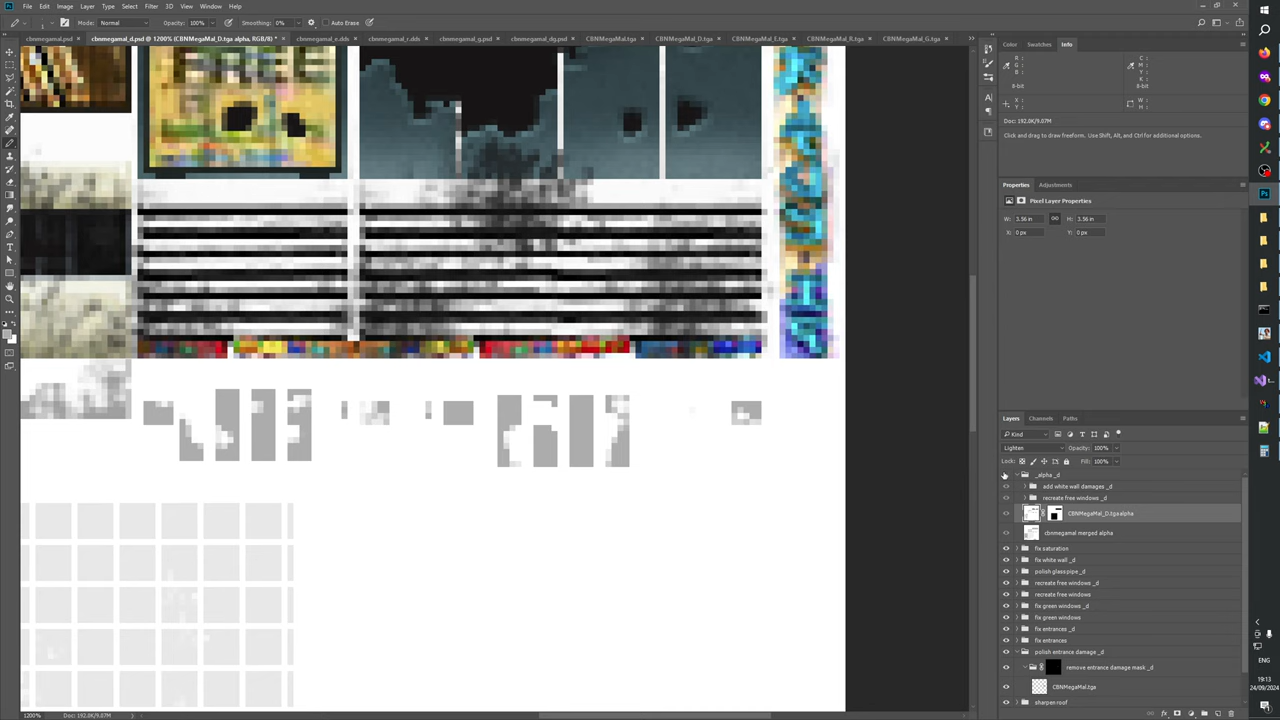 File Edit Image Layer Type Select Filter 3D View Window Help
Mode: Normal Opacity: 100% Smoothing: 0% Auto Erase
cbnmegamal.psd × cbnmegamal_d.psd @ 1200% (CBNMegaMal_D.tga alpha, RGB/8) * × cbnmegamal_e.dds × cbnmegamal_r.dds × cbnmegamal_g.psd × cbnmegamal_dg.psd × CBNMegaMal.tga × CBNMegaMal_D.tga × CBNMegaMal_E.tga × CBNMegaMal_R.tga × CBNMegaMal_G.tga ×
Color Swatches Info
R : C :
G : M :
B : Y :
K :
8-bit 8-bit
X : W :
Y : H :
Doc: 192.0K/9.07M
Click and drag to draw freeform. Use Shift, Alt, and Ctrl for additional options.
Properties Adjustments
Pixel Layer Properties
W: 3.56 in H: 3.56 in
X: 0 px Y: 0 px
Layers Channels Paths
Kind
Lighten Opacity: 100%
Lock: Fill: 100%
_alpha _d
add white wall damages _d
recreate free windows _d
CBNMegaMal_D.tga alpha
cbnmegamal merged alpha
fix saturation
fix white wall _d
polish glass pipe _d
recreate free windows _d
recreate free windows
fix green windows _d
fix green windows
fix entrances _d
fix entrances
polish entrance damage _d
remove entrance damage mask _d
CBNMegaMal.tga
sharpen roof
1200% Doc: 192.0K/9.07M
19:13
24/09/2024